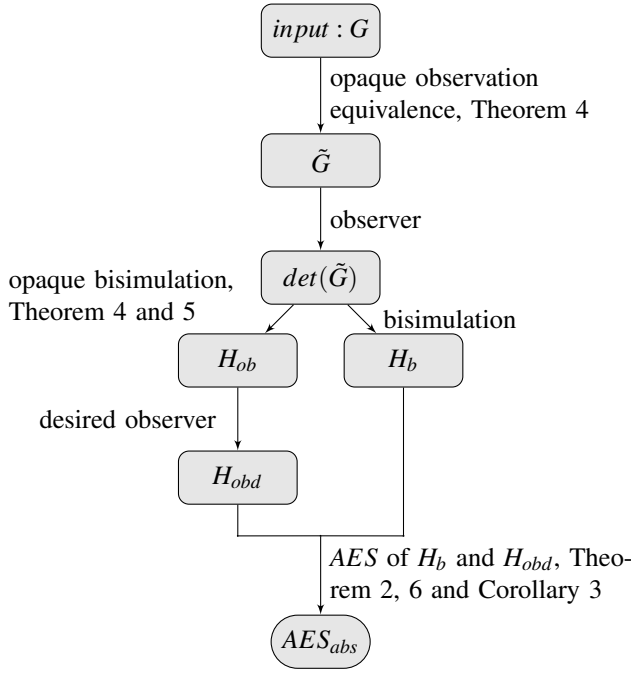 input : G
opaque observation
equivalence, Theorem 4
G̃
observer
det(G̃)
opaque bisimulation,
Theorem 4 and 5
bisimulation
H_ob
H_b
desired observer
H_obd
AES of H_b and H_obd, Theo-
rem 2, 6 and Corollary 3
AES_abs